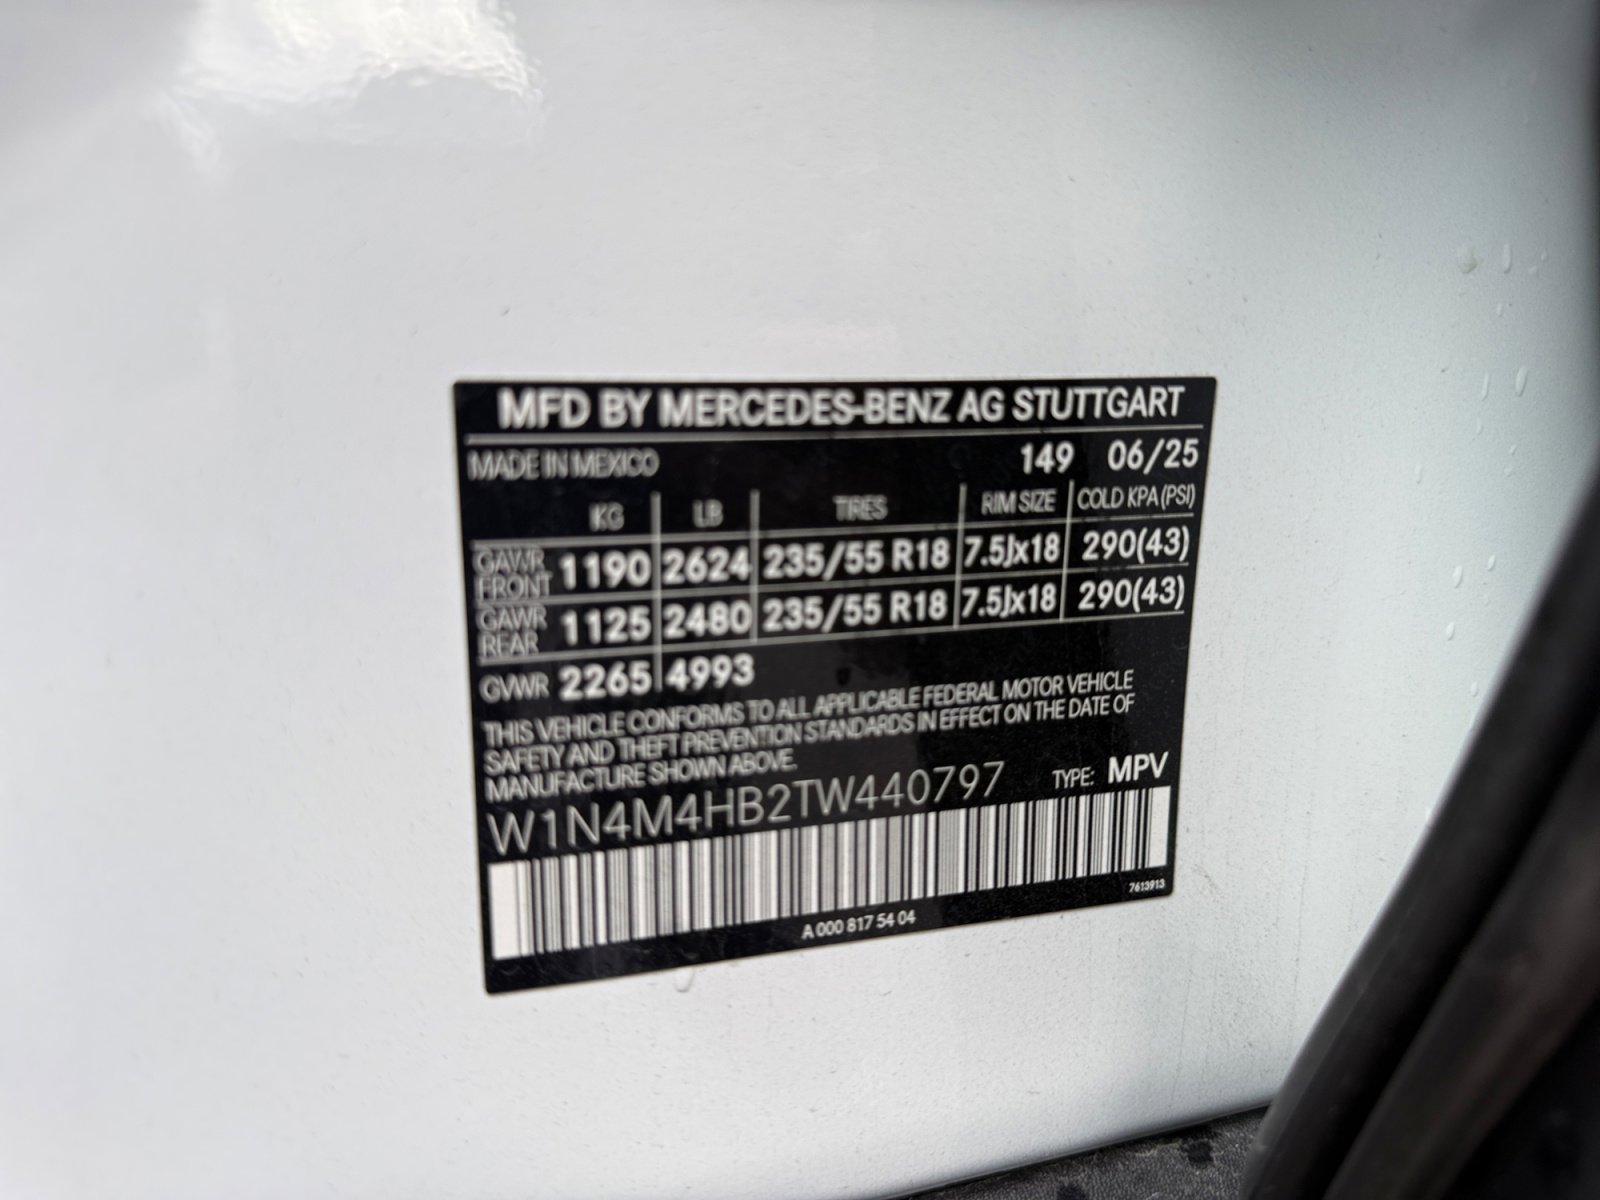 MFD BY MERCEDES-BENZ AG STUTTGART
MADE IN MEXICO 149 06/25
KG LB TIRES RIM SIZE COLD KPA (PSI)
GAWR FRONT 1190 2624 235/55 R18 7.5Jx18 290(43)
GAWR REAR 1125 2480 235/55 R18 7.5Jx18 290(43)
GVWR 2265 4993
THIS VEHICLE CONFORMS TO ALL APPLICABLE FEDERAL MOTOR VEHICLE
SAFETY AND THEFT PREVENTION STANDARDS IN EFFECT ON THE DATE OF
MANUFACTURE SHOWN ABOVE.
W1N4M4HB2TW440797 TYPE: MPV
7613913
A 000 817 54 04